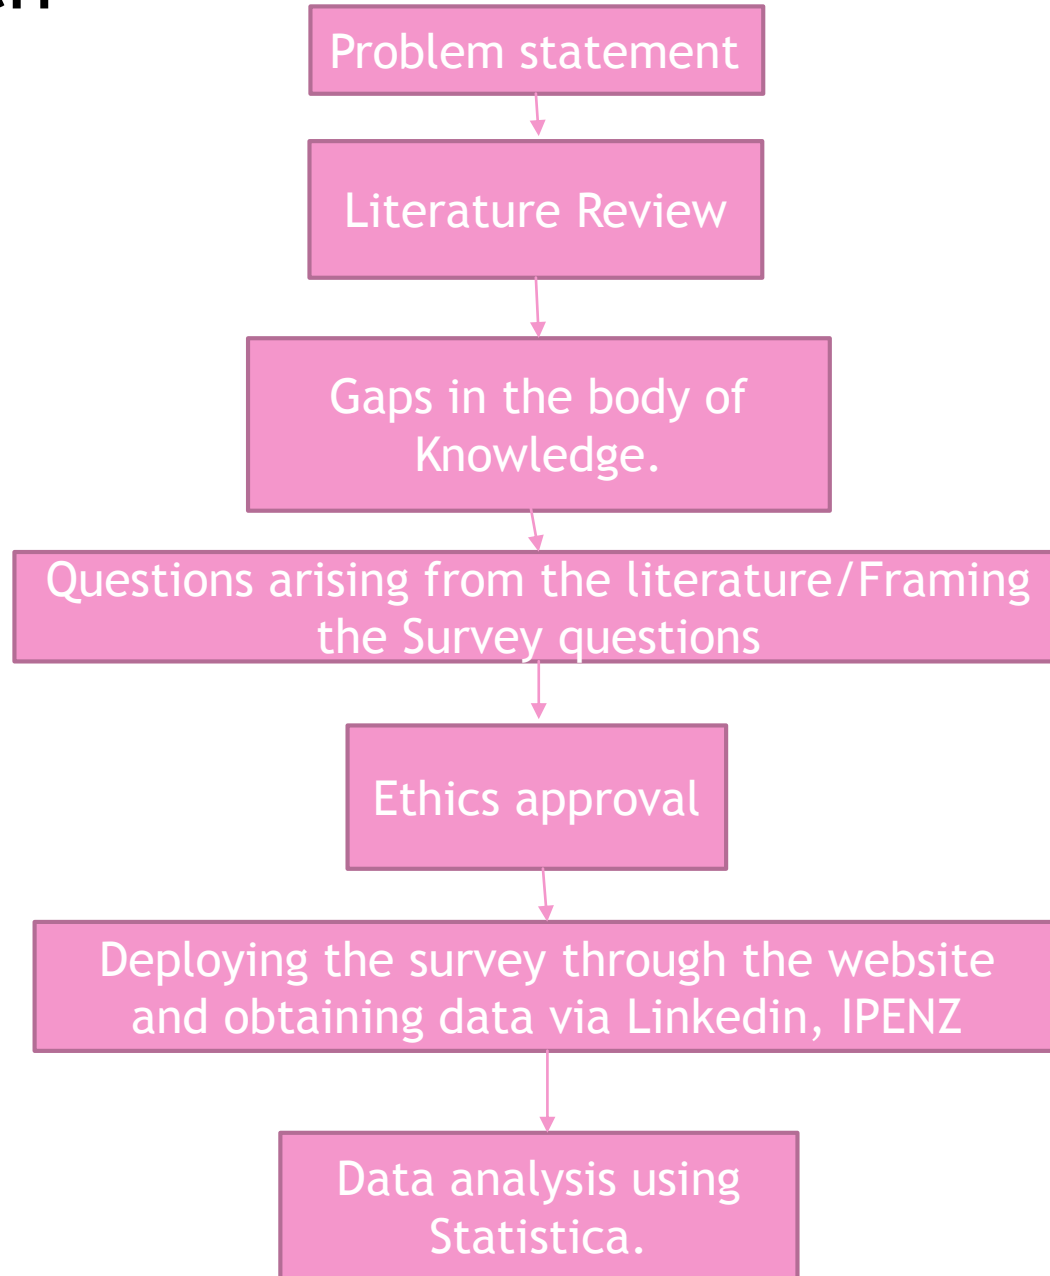 Problem statement
Literature Review
Gaps in the body of
Knowledge.
Questions arising from the literature/Framing
the Survey questions
Ethics approval
Deploying the survey through the website
and obtaining data via Linkedin, IPENZ
Data analysis using
Statistica.